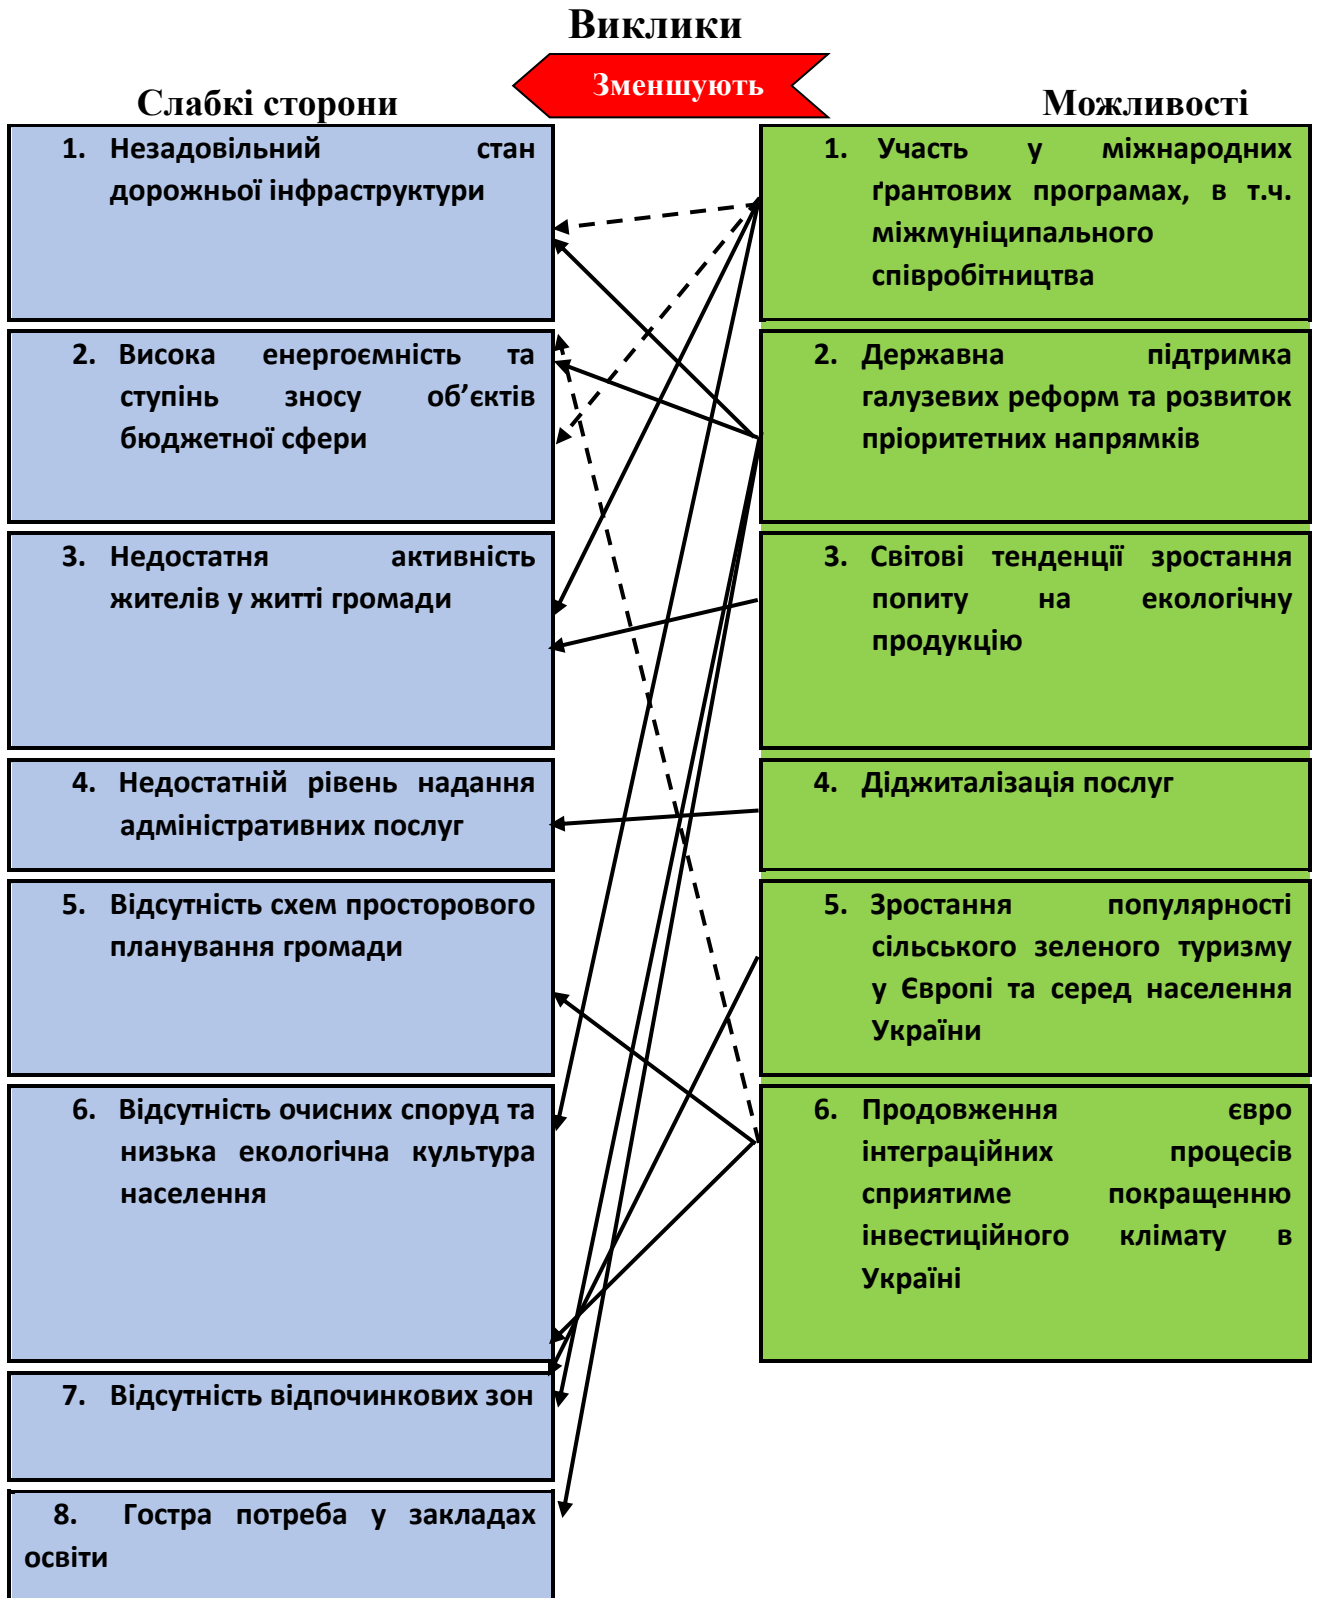 Виклики
Зменшують
Слабкі сторони
Можливості
1. Незадовільний стан
дорожньої інфраструктури
2. Висока енергоємність та
ступінь зносу об’єктів
бюджетної сфери
3. Недостатня активність
жителів у житті громади
4. Недостатній рівень надання
адміністративних послуг
5. Відсутність схем просторового
планування громади
6. Відсутність очисних споруд та
низька екологічна культура
населення
7. Відсутність відпочинкових зон
8. Гостра потреба у закладах
освіти
1. Участь у міжнародних
ґрантових програмах, в т.ч.
міжмуніципального
співробітництва
2. Державна підтримка
галузевих реформ та розвиток
пріоритетних напрямків
3. Світові тенденції зростання
попиту на екологічну
продукцію
4. Діджиталізація послуг
5. Зростання популярності
сільського зеленого туризму
у Європі та серед населення
України
6. Продовження євро
інтеграційних процесів
сприятиме покращенню
інвестиційного клімату в
Україні